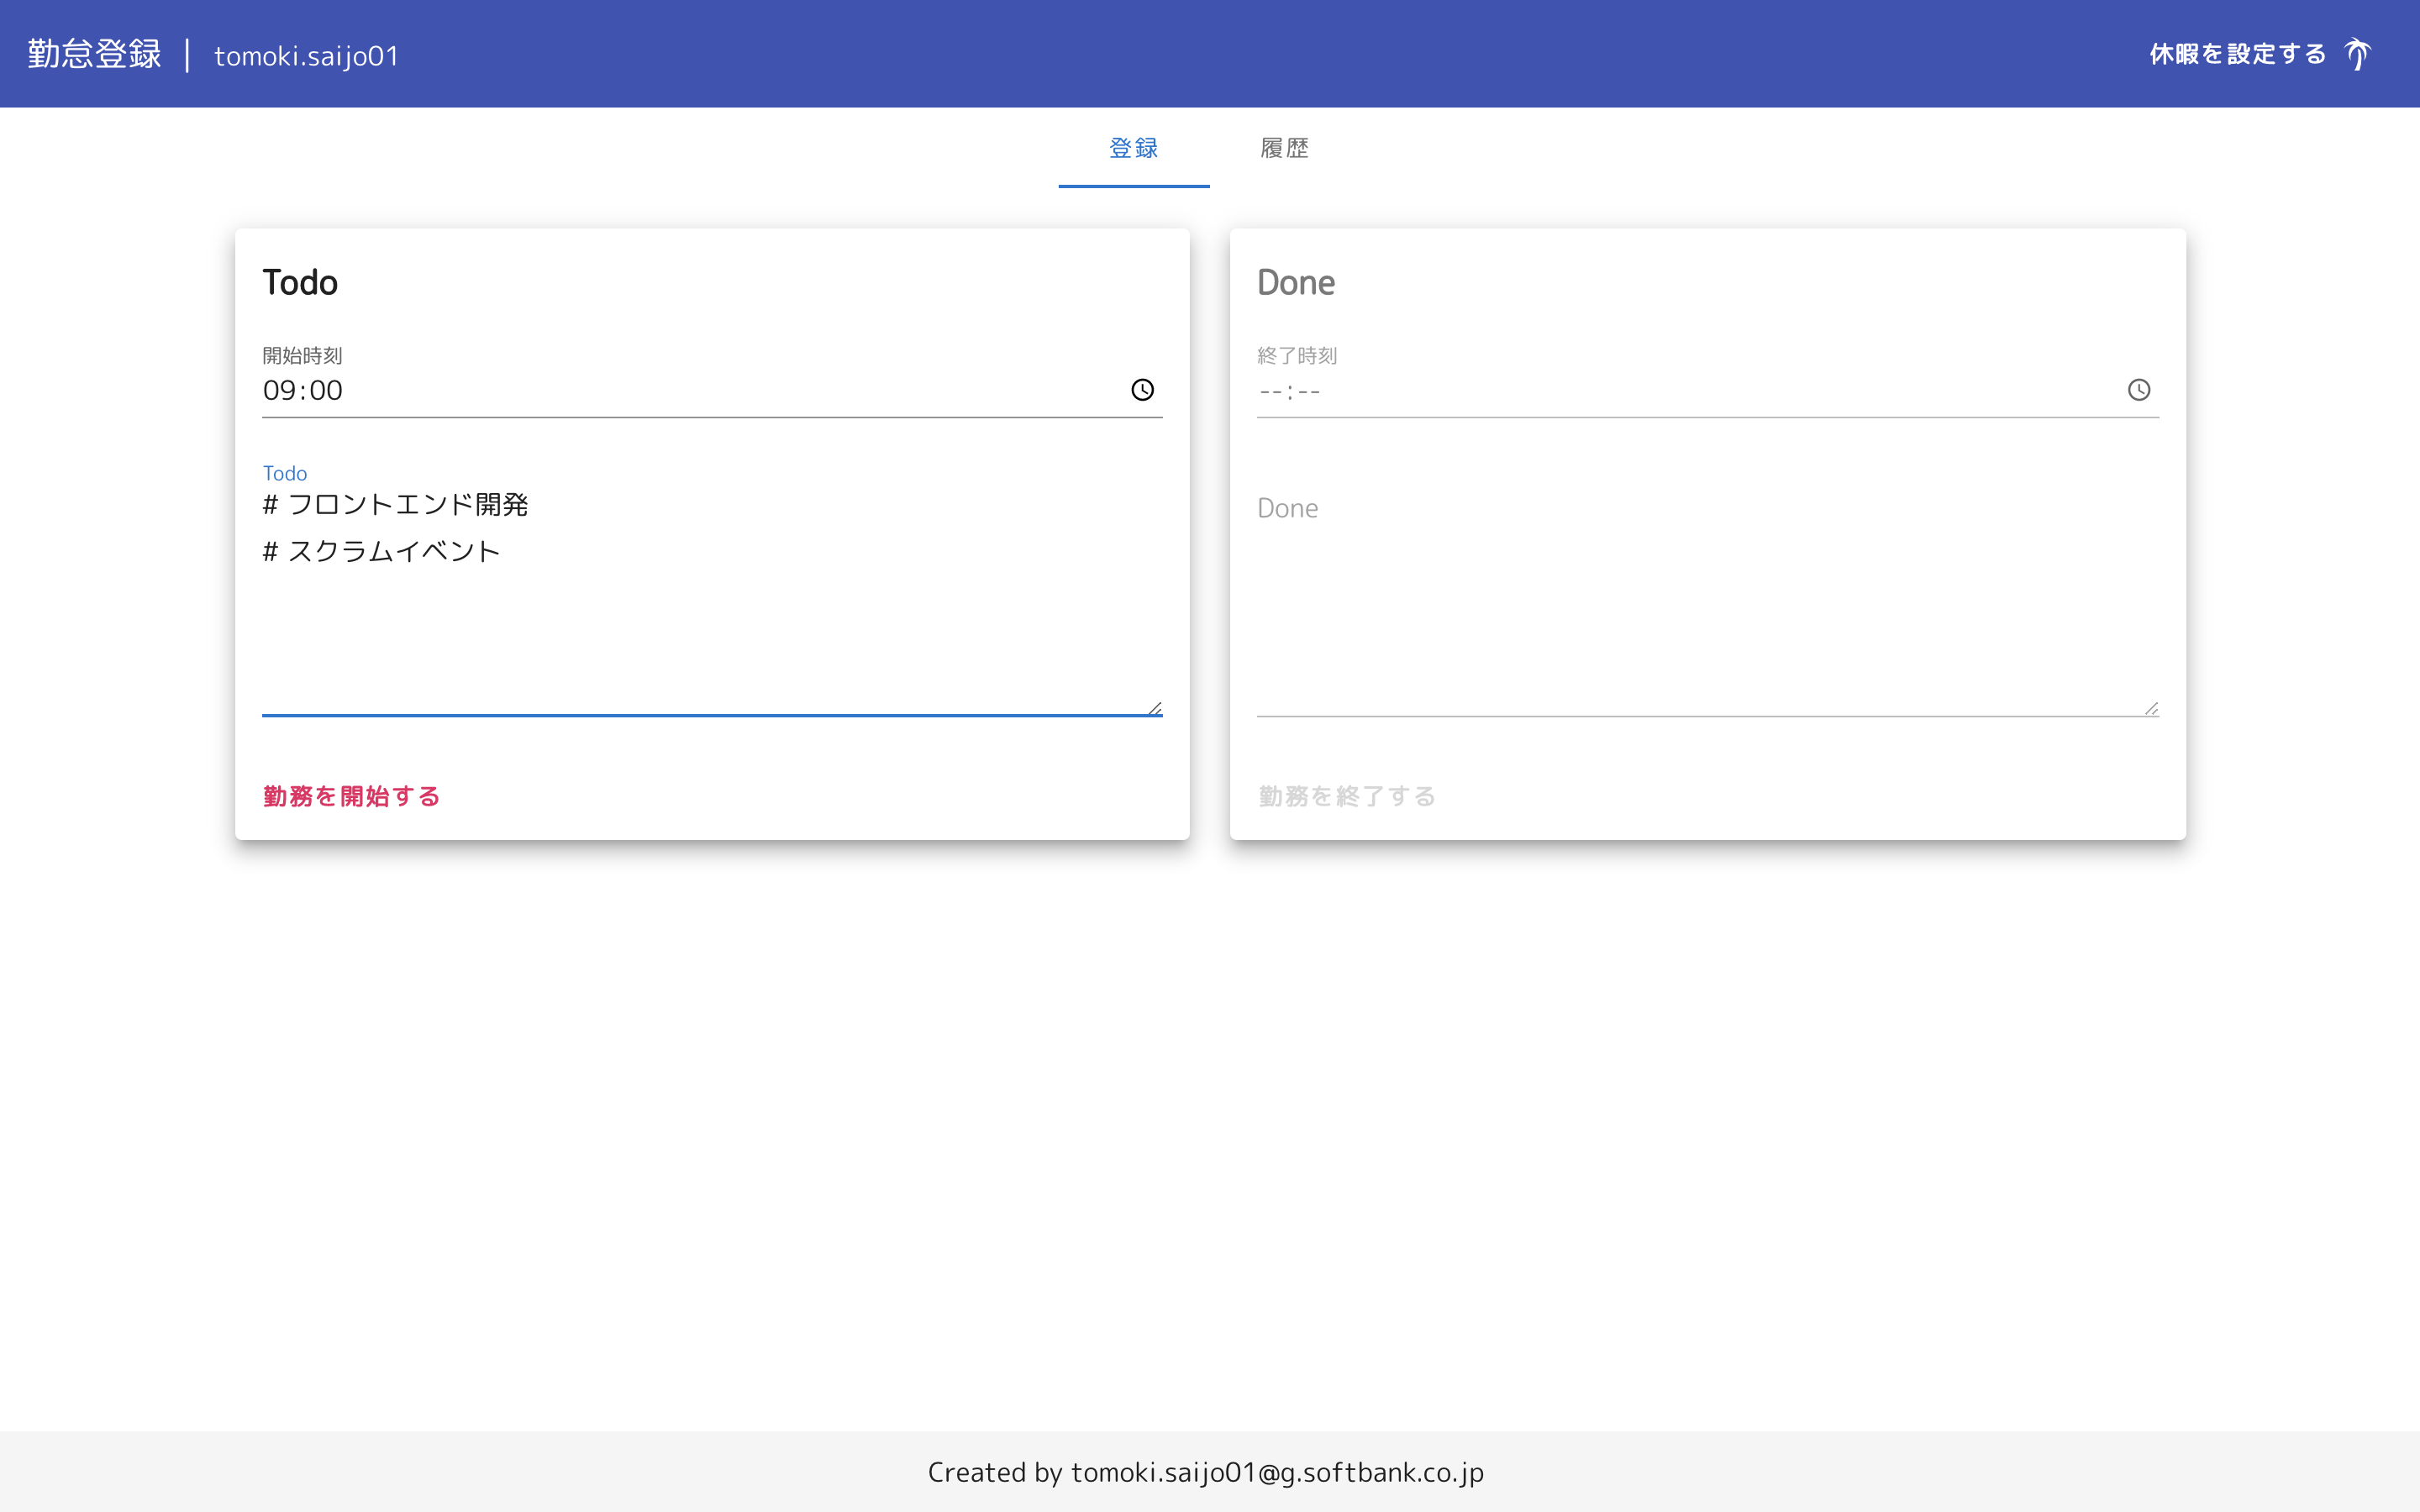 勤怠登録 | tomoki.saijo01
休暇を設定する
登録 履歴
Todo
開始時刻
09:00
Todo
# フロントエンド開発
# スクラムイベント
勤務を開始する
Done
終了時刻
--:--
Done
勤務を終了する
Created by tomoki.saijo01@g.softbank.co.jp